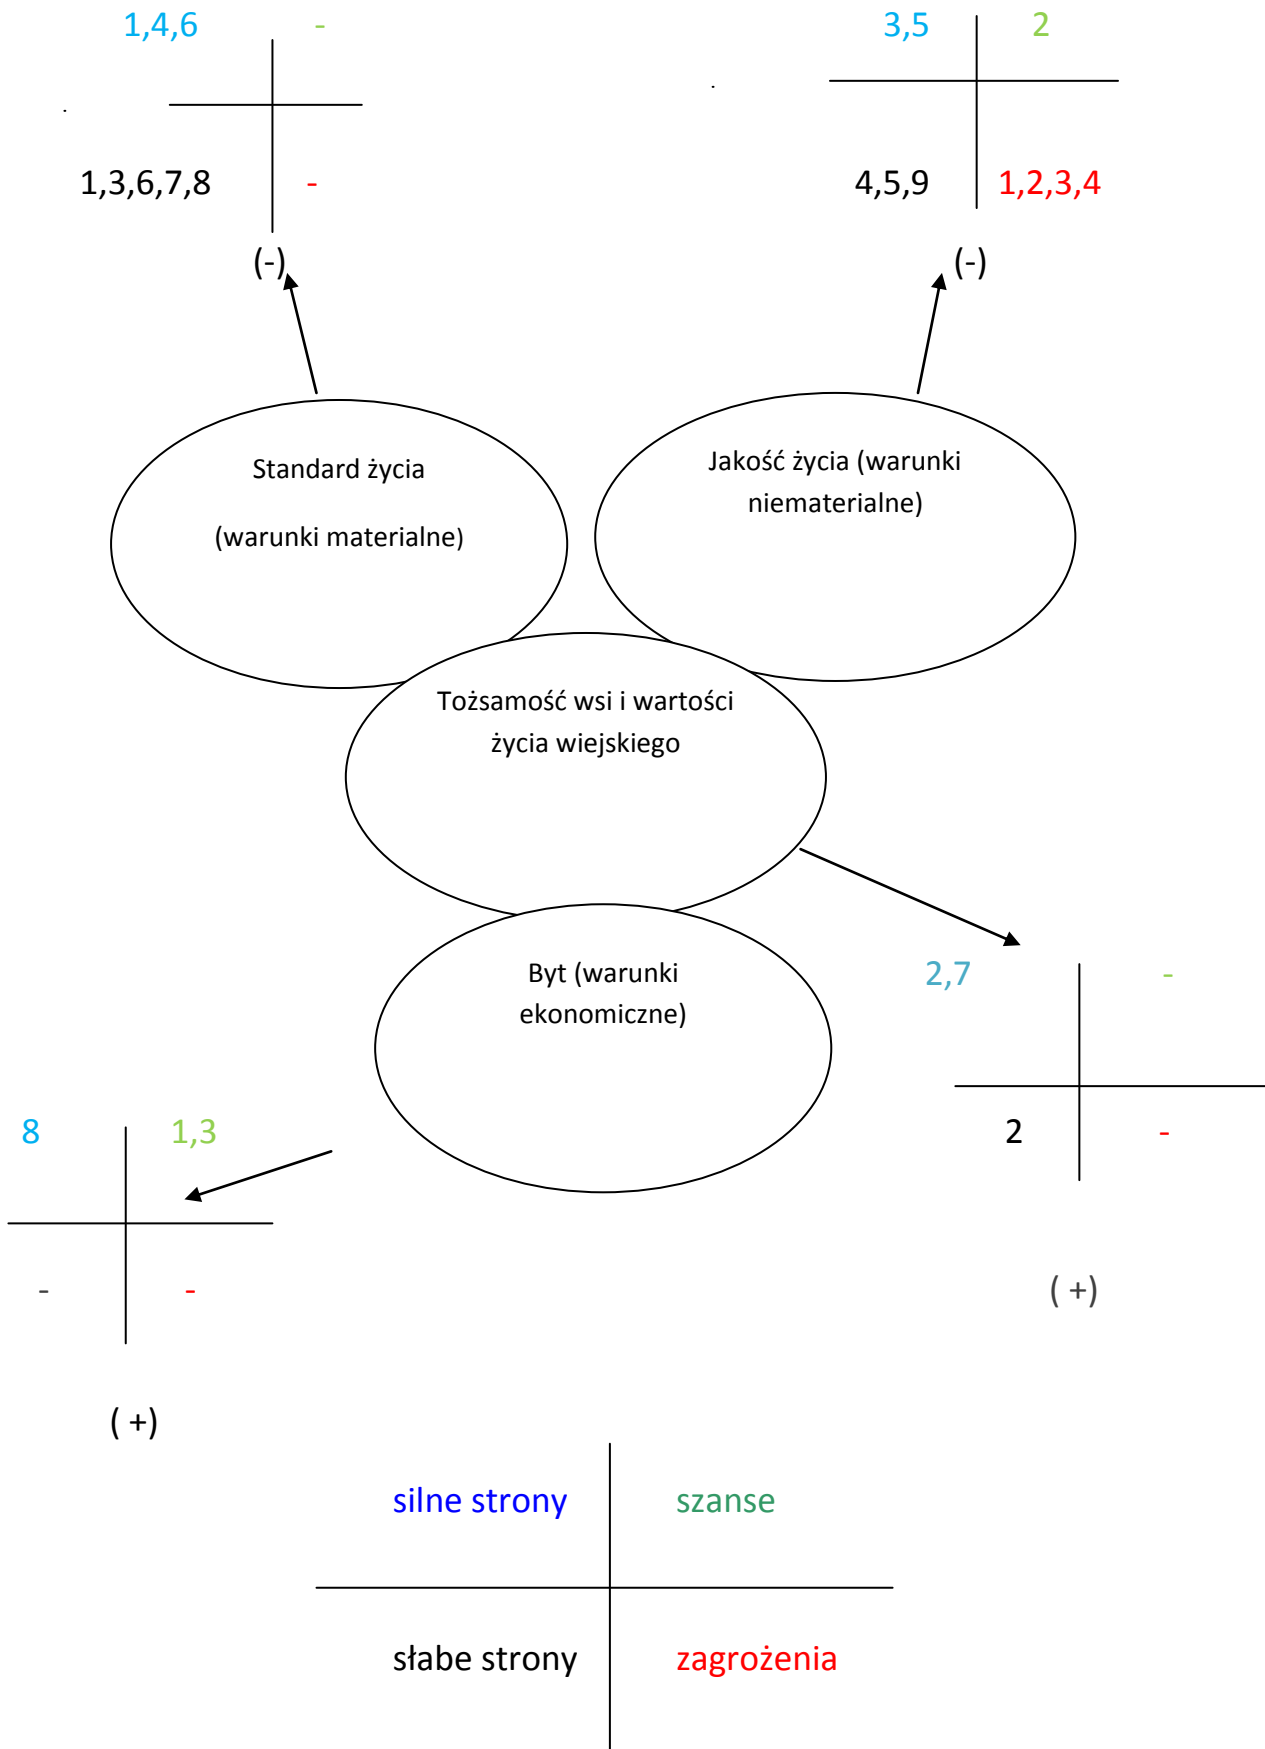 1,4,6 -
3,5 2
1,3,6,7,8 -
4,5,9 1,2,3,4
(-)
(-)
Standard życia
(warunki materialne)
Jakość życia (warunki
niematerialne)
Tożsamość wsi i wartości
życia wiejskiego
Byt (warunki
ekonomiczne)
2,7 -
2 -
( +)
8 1,3
- -
( +)
silne strony szanse
słabe strony zagrożenia